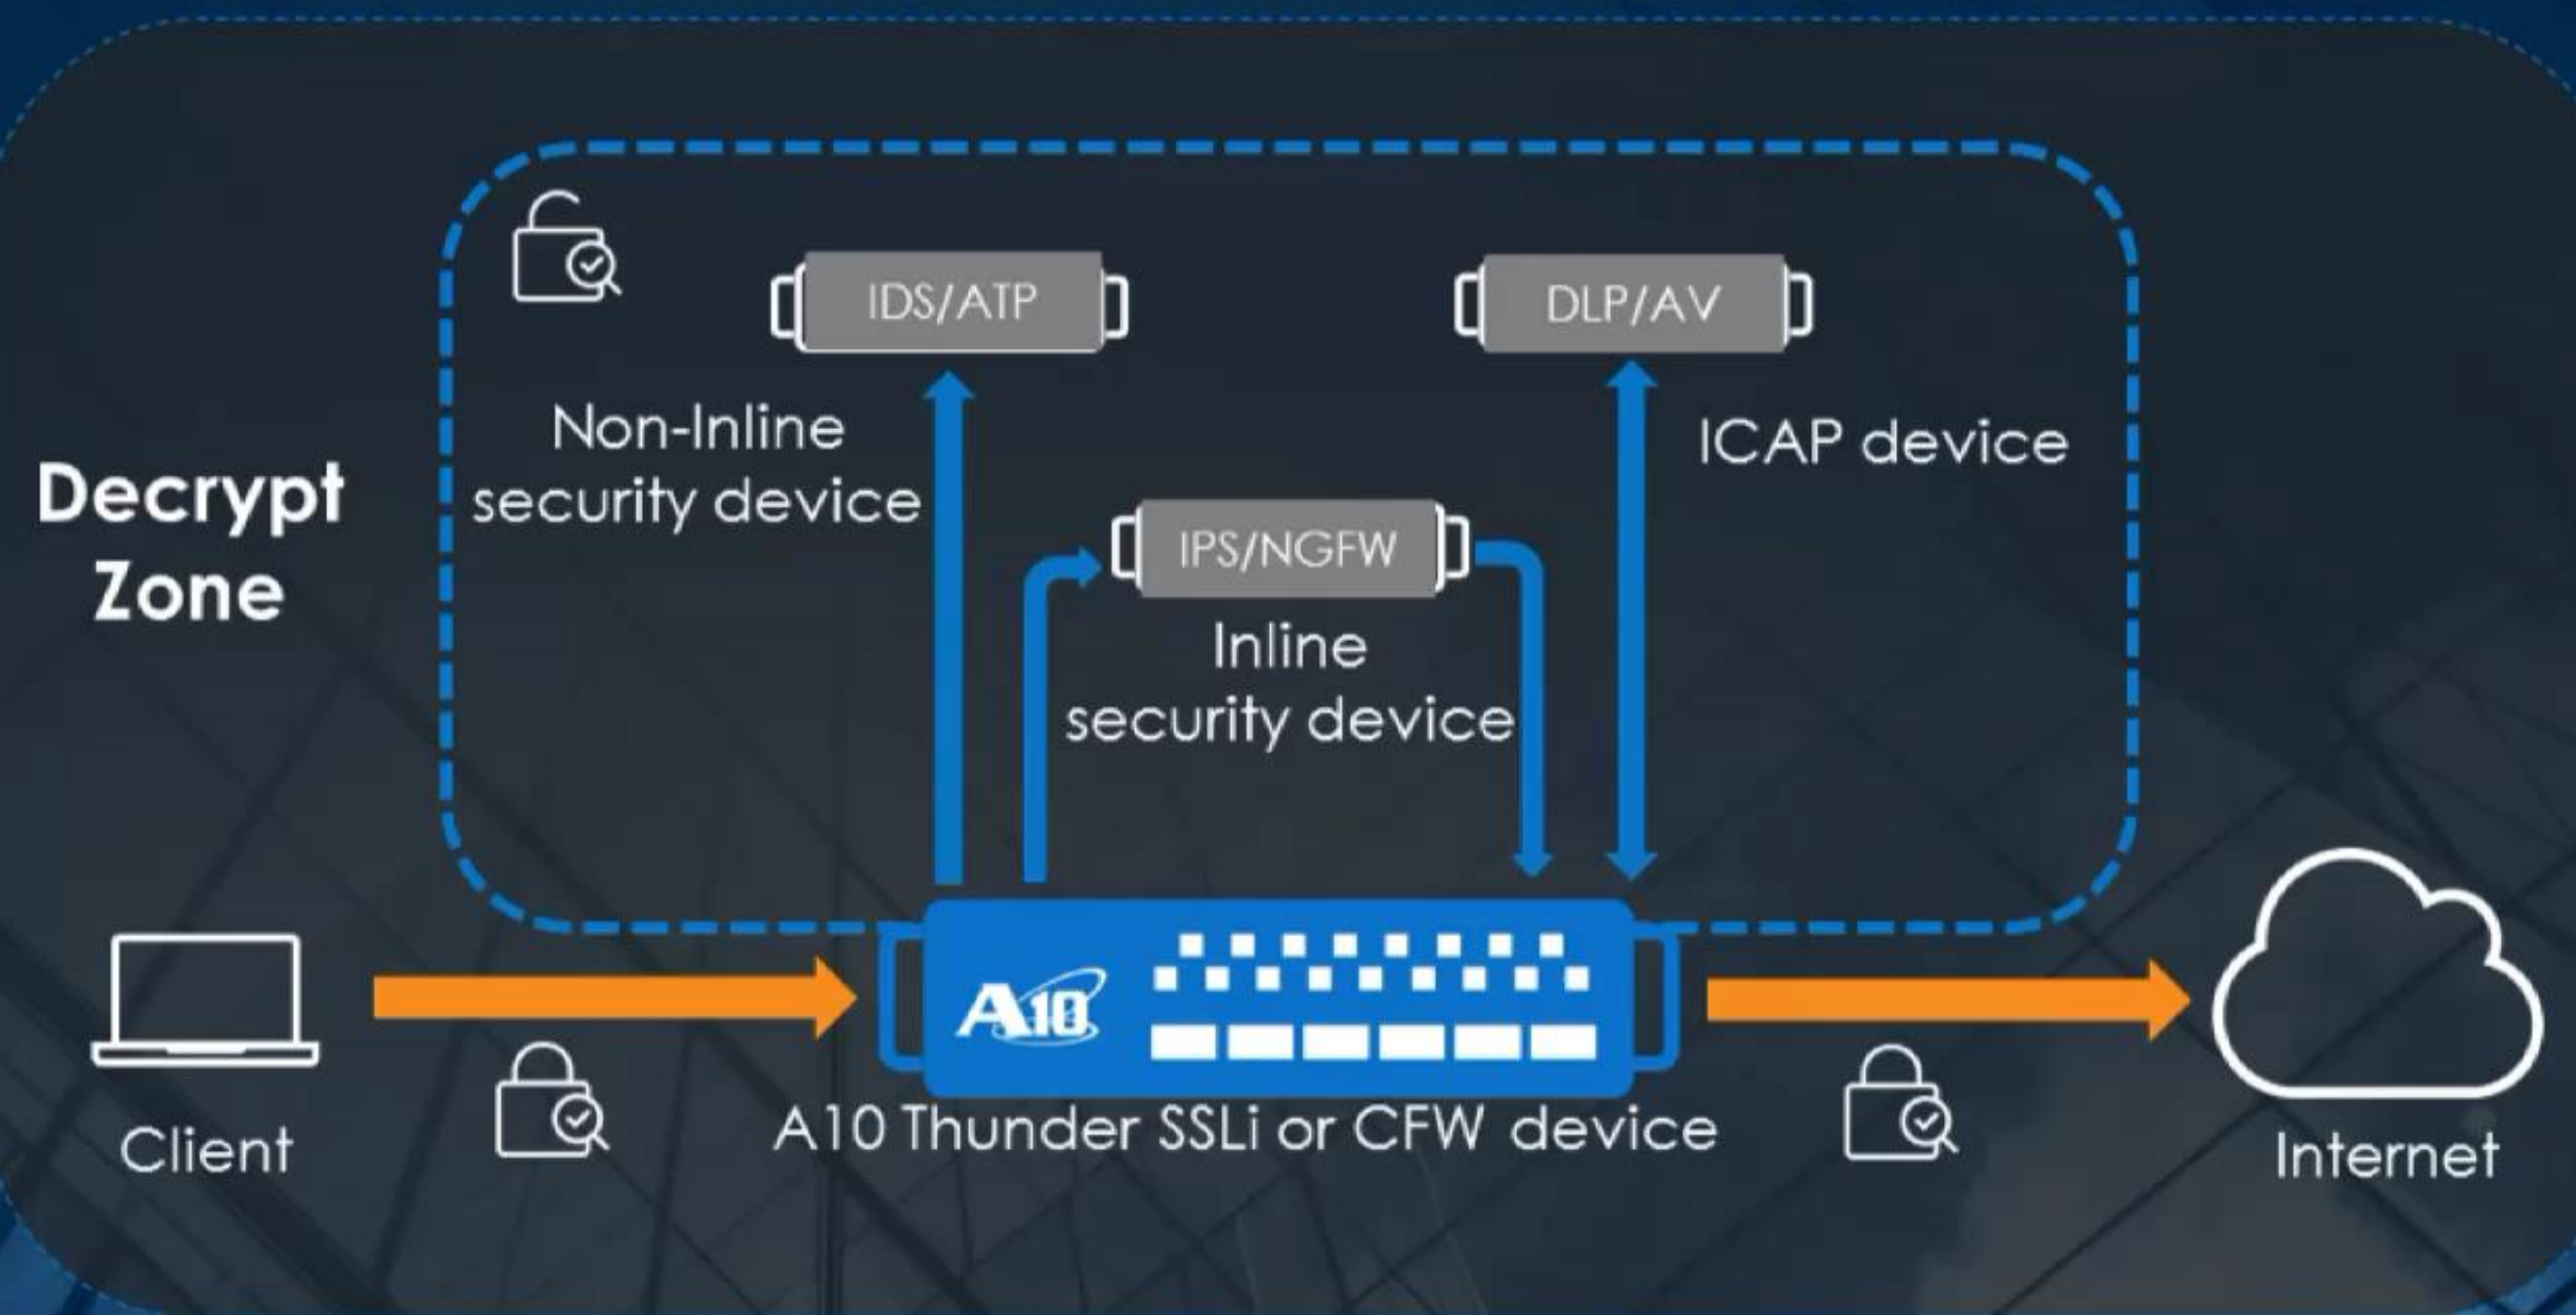 IDS/ATP
DLP/AV
Non-Inline
security device
ICAP device
Decrypt
Zone
IPS/NGFW
Inline
security device
A10
A10 Thunder SSLi or CFW device
Client
Internet